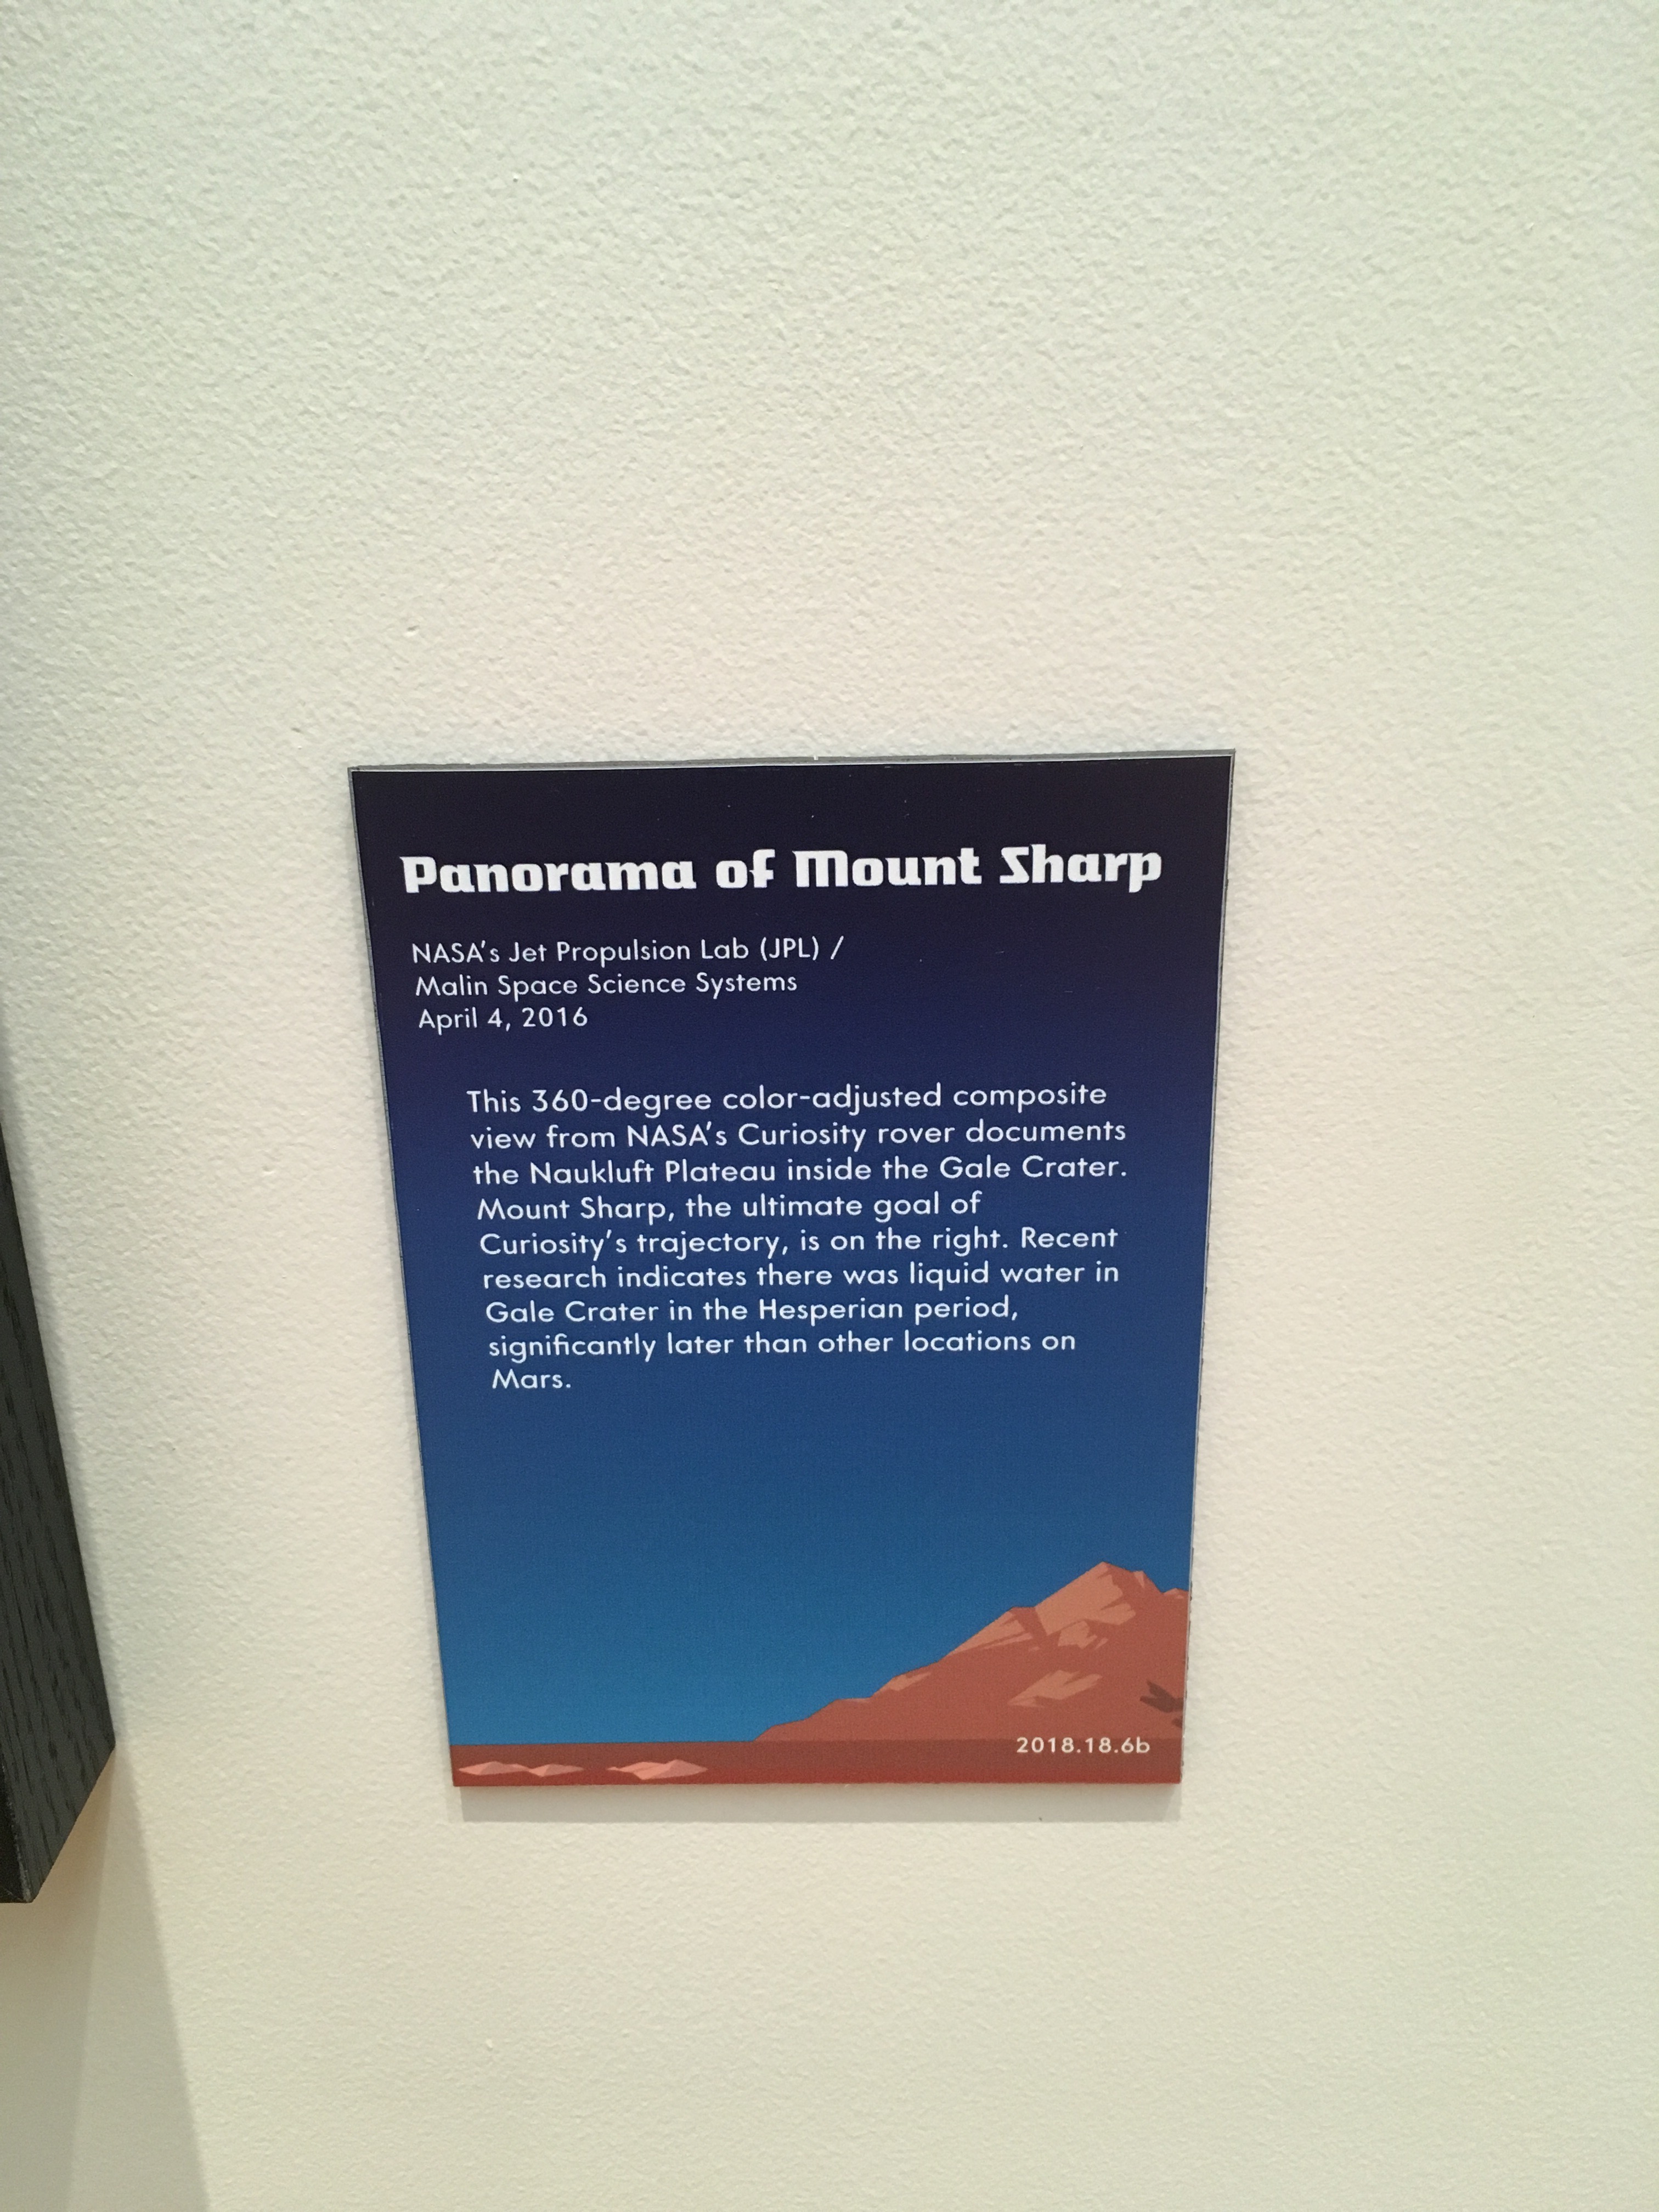 Panorama of Mount Sharp
NASA's Jet Propulsion Lab (JPL) /
Malin Space Science Systems
April 4, 2016
This 360-degree color-adjusted composite
view from NASA's Curiosity rover documents
the Naukluft Plateau inside the Gale Crater.
Mount Sharp, the ultimate goal of
Curiosity's trajectory, is on the right. Recent
research indicates there was liquid water in
Gale Crater in the Hesperian period,
significantly later than other locations on
Mars.
2018.18.6b